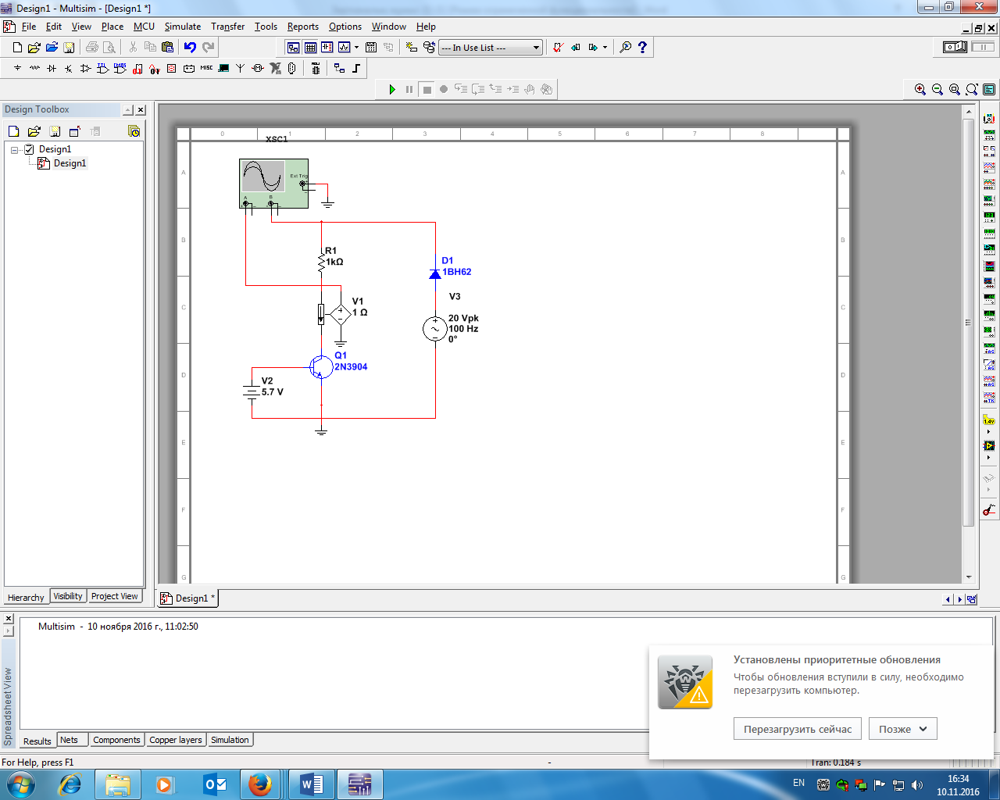 Design1 - Multisim - [Design1 *]
File Edit View Place MCU Simulate Transfer Tools Reports Options Window Help
--- In Use List ---
MISC
Design Toolbox
Design1
Design1
0 1 2 3 4 5 6 7 8
A
B
C
D
E
F
G
A
B
C
D
E
F
G
XSC1
Ext Trig
A B
R1
1kΩ
V1
1 Ω
Q1
2N3904
V2
5.7 V
D1
1BH62
V3
20 Vpk
100 Hz
0°
Hierarchy Visibility Project View
Design1 *
Multisim - 10 ноября 2016 г., 11:02:50
Spreadsheet View
Results Nets Components Copper layers Simulation
Установлены приоритетные обновления
Чтобы обновления вступили в силу, необходимо
перезагрузить компьютер.
Перезагрузить сейчас Позже
For Help, press F1
-
Tran: 0.184 s
EN
16:34
10.11.2016